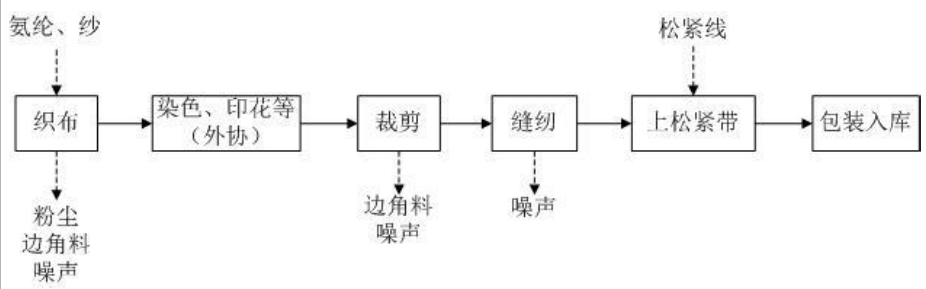 氨纶、纱
松紧线
织布
染色、印花等
（外协）
裁剪
缝纫
上松紧带
包装入库
粉尘
边角料
噪声
边角料
噪声
噪声